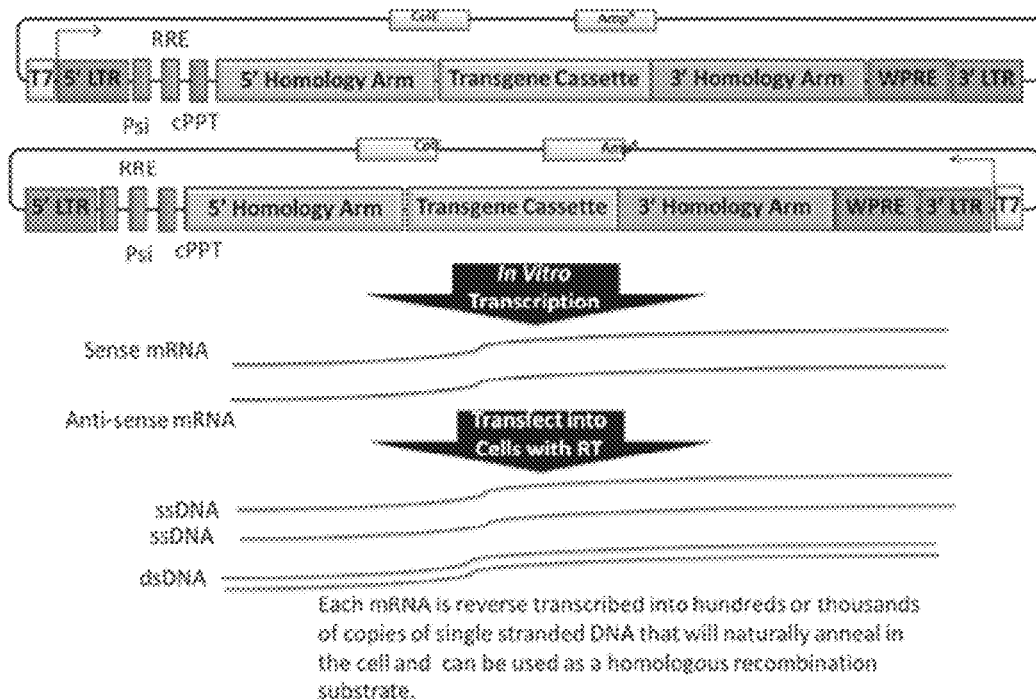 Amp^r
RRE
T7 5' LTR 5' Homology Arm Transgene Cassette 3' Homology Arm WPRE 3' LTR
Psi cPPT
Amp^r
RRE
5' LTR 5' Homology Arm Transgene Cassette 3' Homology Arm WPRE 3' LTR T7
Psi cPPT
In Vitro
Transcription
Sense mRNA
Anti-sense mRNA
Transfect into
Cells with RT
ssDNA
ssDNA
dsDNA
Each mRNA is reverse transcribed into hundreds or thousands
of copies of single stranded DNA that will naturally anneal in
the cell and can be used as a homologous recombination
substrate.